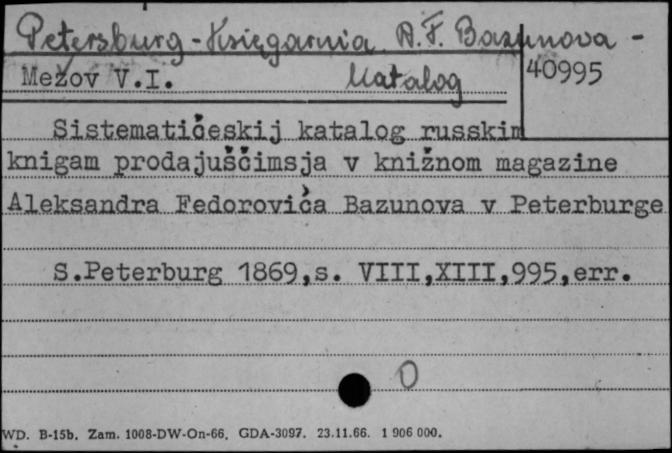 Petersburg - Księgarnia A.F. Bazunova -
Mežov V.I. Katalog 40995
Sistematičeskij katalog russkim
knigam prodajuščimsja v knižnom magazine
Aleksandra Fedoroviča Bazunova v Peterburge
S.Peterburg 1869,s. VIII,XIII,995,err.
0
WD. B-15b. Zam. 1008-DW-On-66. GDA-3097. 23.11.66. 1 906 000.